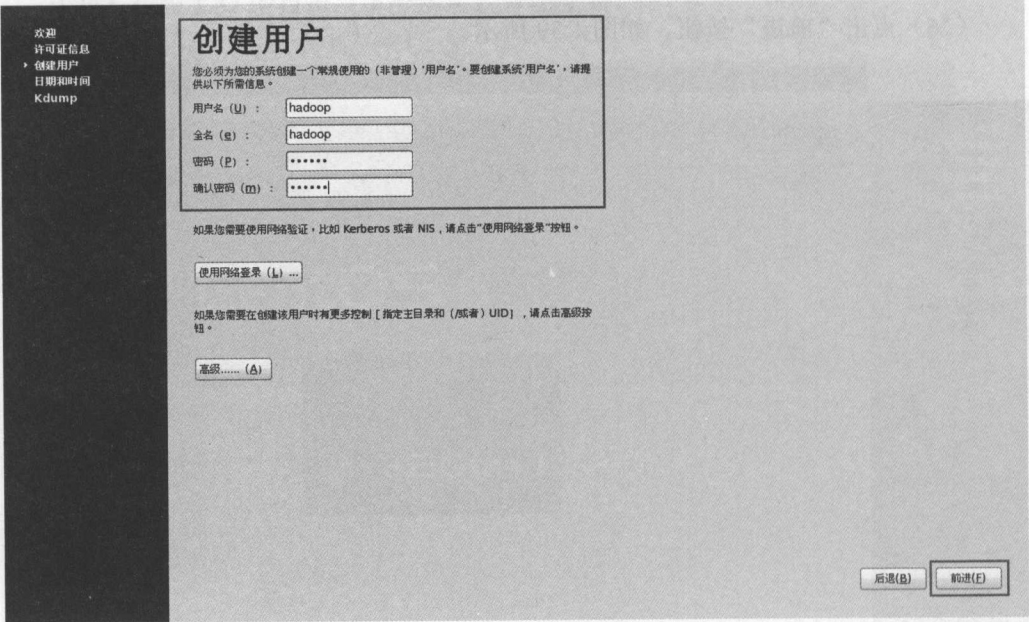 欢迎
许可证信息
创建用户
日期和时间
Kdump
创建用户
您必须为您的系统创建一个常规使用的（非管理）'用户名'。要创建系统'用户名'，请提
供以下所需信息。
用户名（U）： hadoop
全名（e）： hadoop
密码（P）： ••••••
确认密码（m）： ••••••
如果您需要使用网络验证，比如 Kerberos 或者 NIS，请点击"使用网络登录"按钮。
使用网络登录（L）...
如果您需要在创建该用户时有更多控制 [ 指定主目录和（/或者）UID]，请点击高级按
钮。
高级......（A）
后退(B)
前进(F)